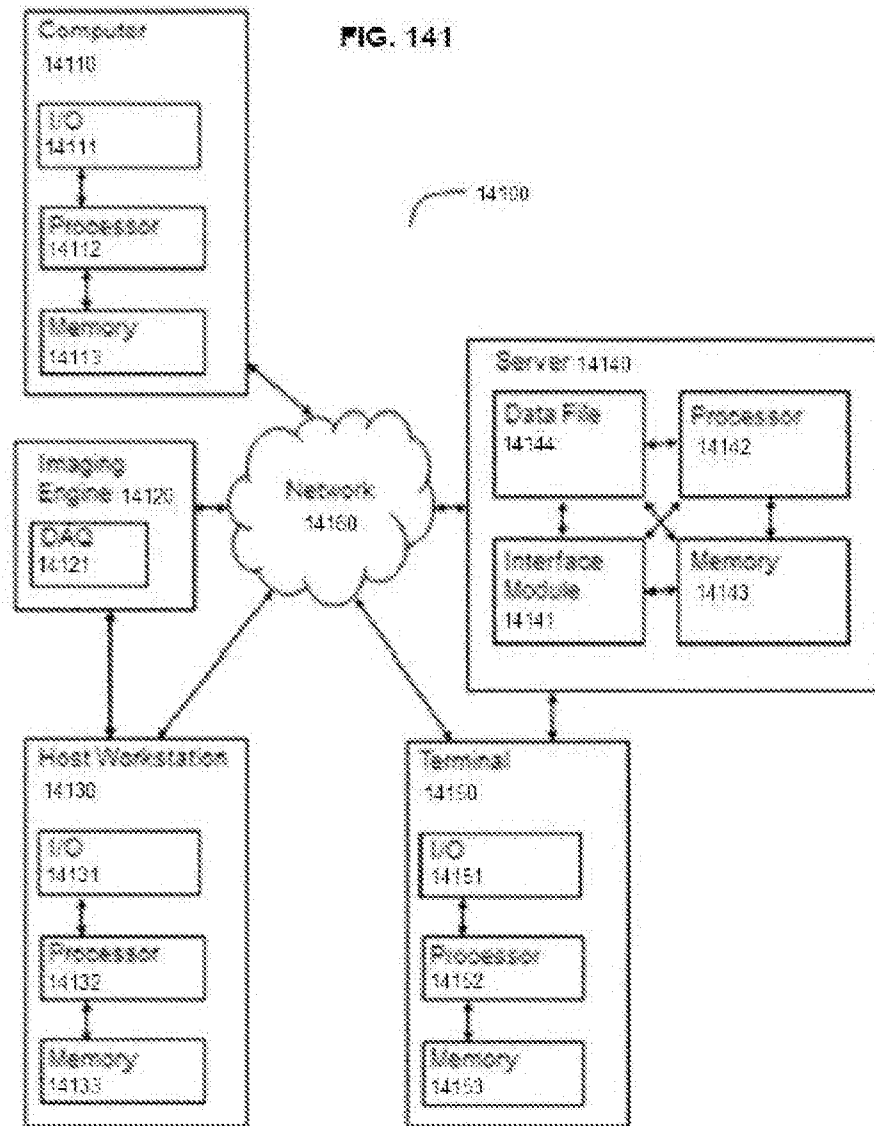 FIG. 141
Computer
14110
I/O
14111
Processor
14112
Memory
14113
14100
Imaging
Engine 14120
DAQ
14121
Network
14160
Server 14140
Data File
14144
Processor
14142
Interface
Module
14141
Memory
14143
Host Workstation
14130
I/O
14131
Processor
14132
Memory
14133
Terminal
14150
I/O
14151
Processor
14152
Memory
14153